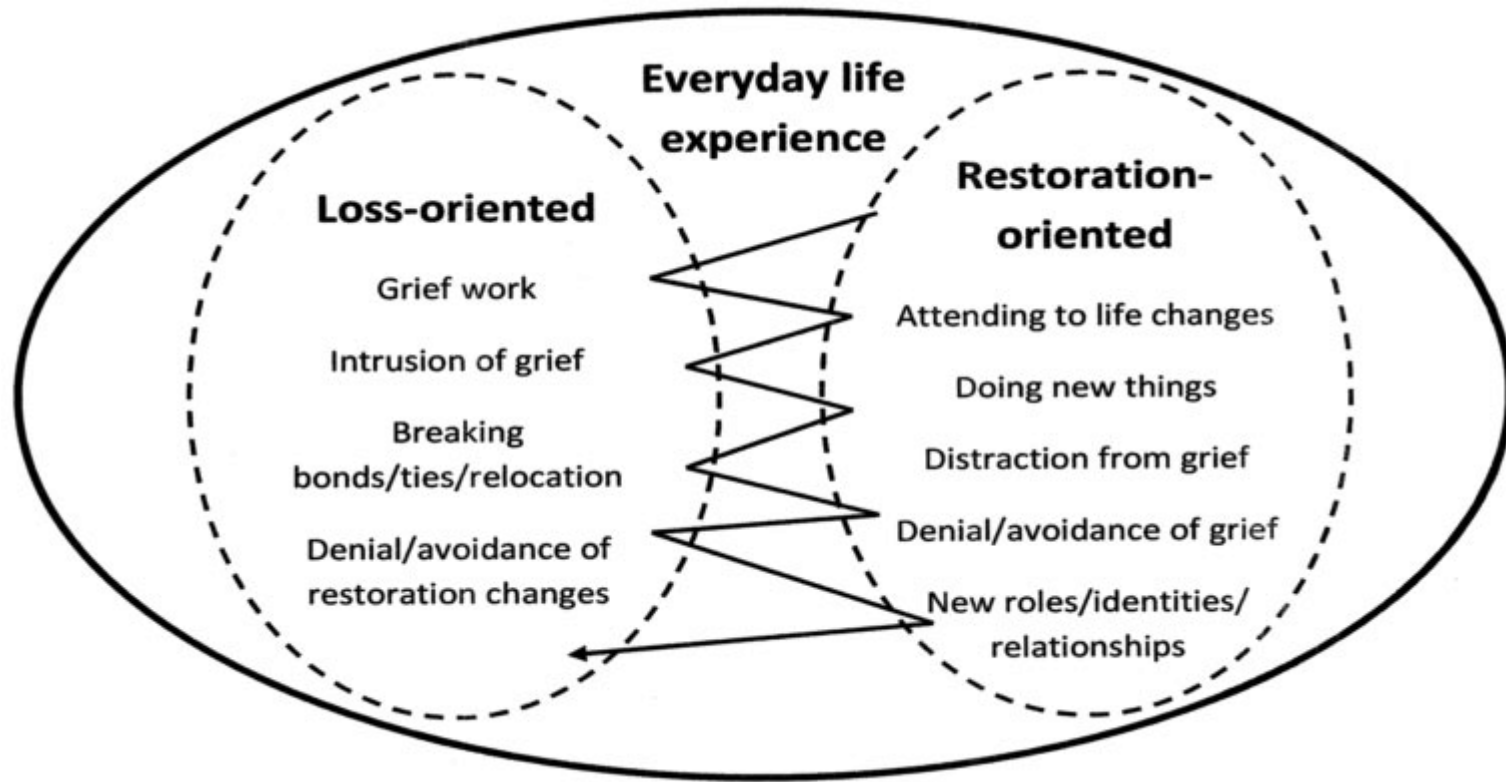 Everyday life
experience
Loss-oriented
Grief work
Intrusion of grief
Breaking
bonds/ties/relocation
Denial/avoidance of
restoration changes
Restoration-
oriented
Attending to life changes
Doing new things
Distraction from grief
Denial/avoidance of grief
New roles/identities/
relationships